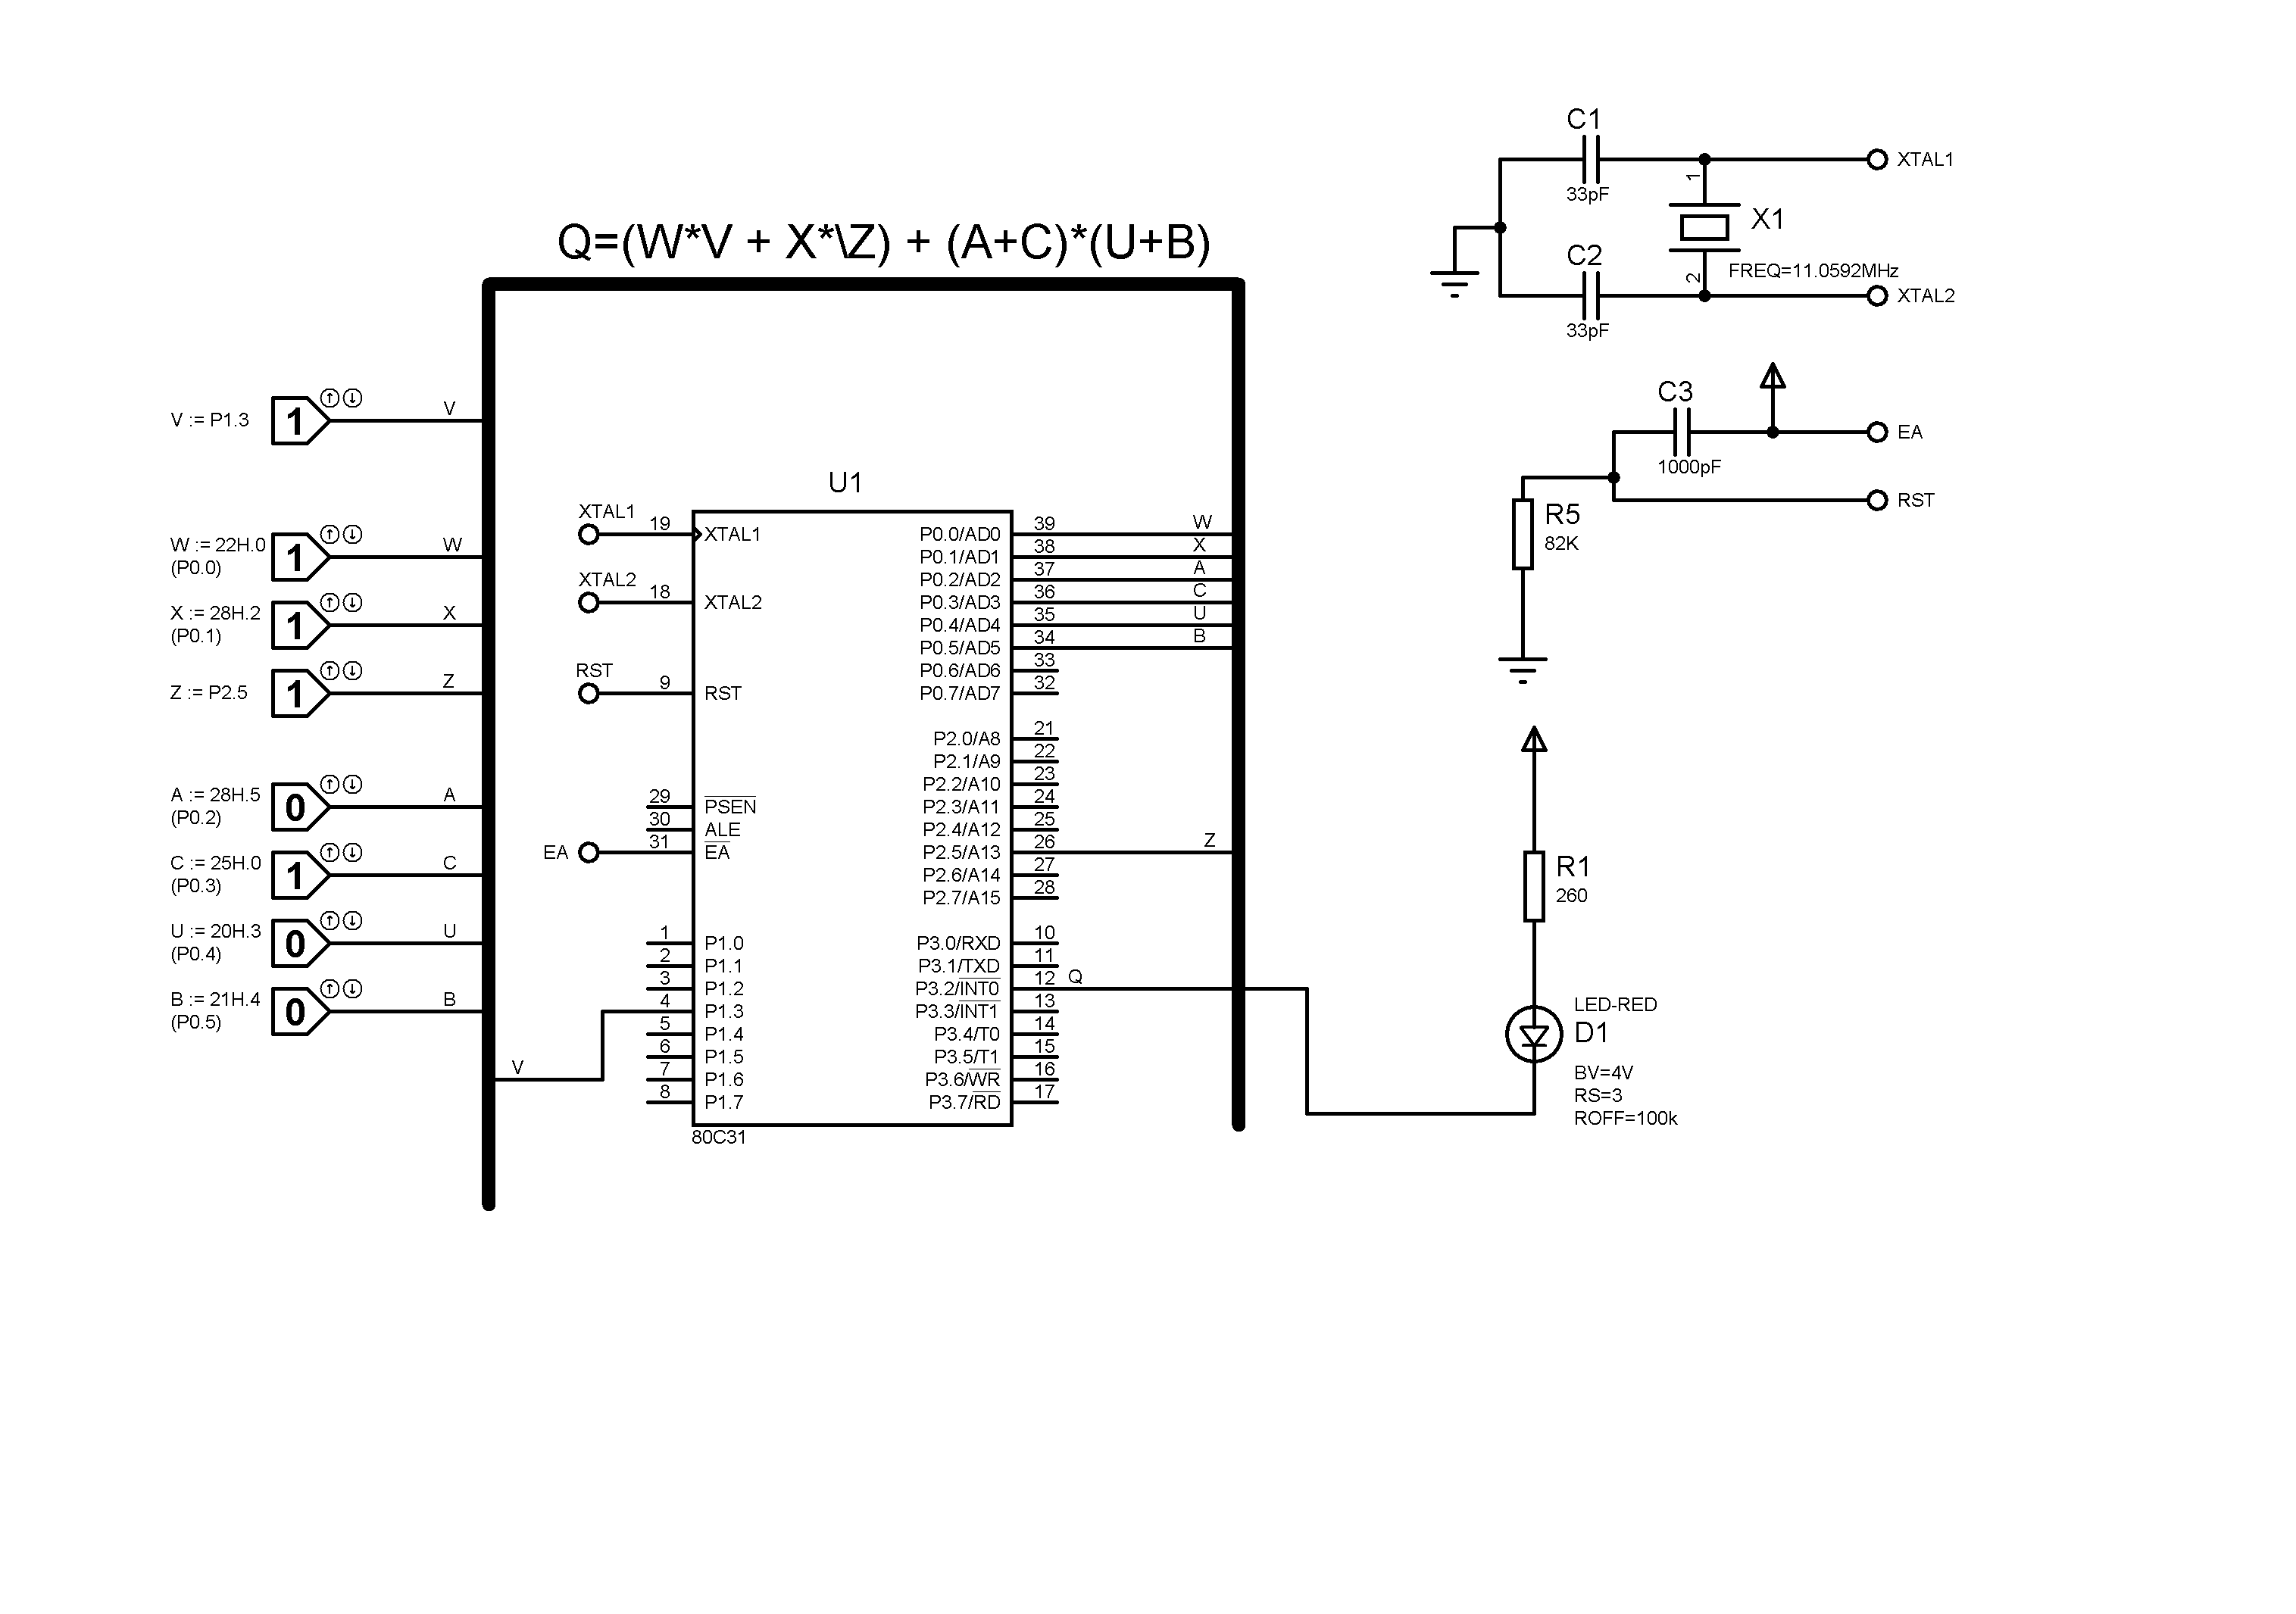 Q=(W*V + X*\Z) + (A+C)*(U+B)
V := P1.3
1
V
W := 22H.0
(P0.0)
1
W
X := 28H.2
(P0.1)
1
X
Z := P2.5
1
Z
A := 28H.5
(P0.2)
0
A
C := 25H.0
(P0.3)
1
C
U := 20H.3
(P0.4)
0
U
B := 21H.4
(P0.5)
0
B
V
U1
XTAL1
19
XTAL1
XTAL2
18
XTAL2
RST
9
RST
29
PSEN
30
ALE
EA
31
EA
1
P1.0
2
P1.1
3
P1.2
4
P1.3
5
P1.4
6
P1.5
7
P1.6
8
P1.7
P0.0/AD0
39
W
P0.1/AD1
38
X
P0.2/AD2
37
A
P0.3/AD3
36
C
P0.4/AD4
35
U
P0.5/AD5
34
B
P0.6/AD6
33
P0.7/AD7
32
P2.0/A8
21
P2.1/A9
22
P2.2/A10
23
P2.3/A11
24
P2.4/A12
25
P2.5/A13
26
Z
P2.6/A14
27
P2.7/A15
28
P3.0/RXD
10
P3.1/TXD
11
P3.2/INT0
12
Q
P3.3/INT1
13
P3.4/T0
14
P3.5/T1
15
P3.6/WR
16
P3.7/RD
17
80C31
C1
33pF
XTAL1
1
X1
2
FREQ=11.0592MHz
C2
33pF
XTAL2
C3
1000pF
EA
RST
R5
82K
R1
260
LED-RED
D1
BV=4V
RS=3
ROFF=100k